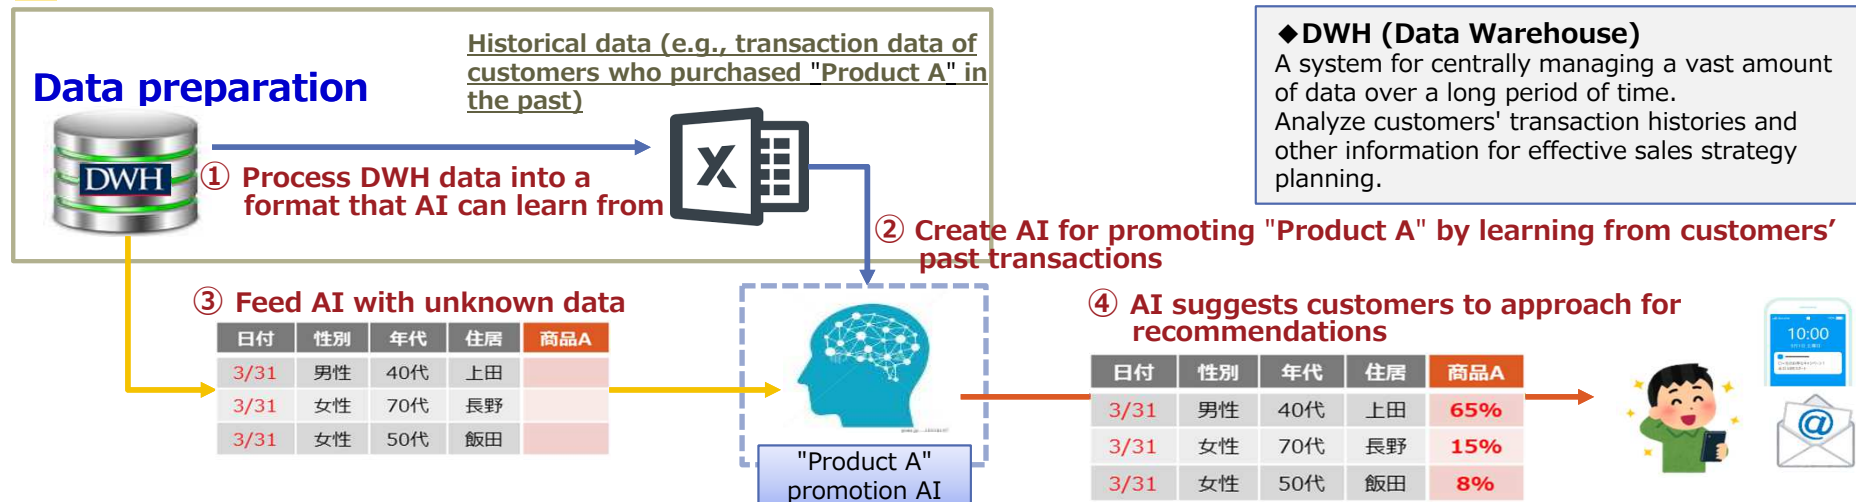 Historical data (e.g., transaction data of
customers who purchased "Product A" in
the past)
Data preparation
DWH
X
① Process DWH data into a
format that AI can learn from
◆DWH (Data Warehouse)
A system for centrally managing a vast amount
of data over a long period of time.
Analyze customers' transaction histories and
other information for effective sales strategy
planning.
② Create AI for promoting "Product A" by learning from customers’
past transactions
③ Feed AI with unknown data
日付 性別 年代 住居 商品A
3/31 男性 40代 上田
3/31 女性 70代 長野
3/31 女性 50代 飯田
"Product A"
promotion AI
④ AI suggests customers to approach for
recommendations
日付 性別 年代 住居 商品A
3/31 男性 40代 上田 65%
3/31 女性 70代 長野 15%
3/31 女性 50代 飯田 8%
10:00
@